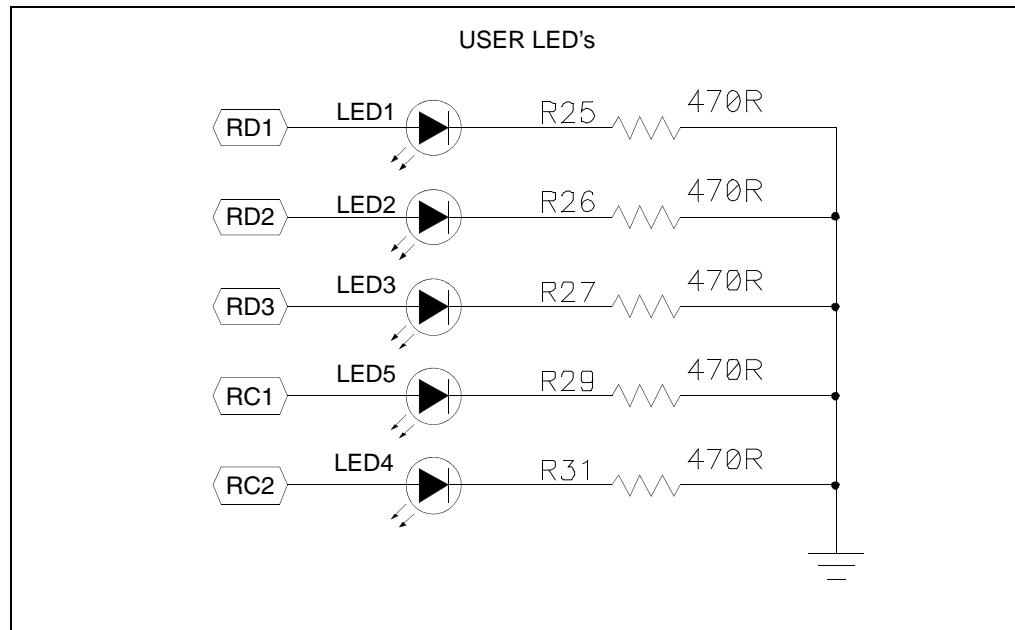 USER LED's
RD1 LED1 R25 470R
RD2 LED2 R26 470R
RD3 LED3 R27 470R
RC1 LED5 R29 470R
RC2 LED4 R31 470R